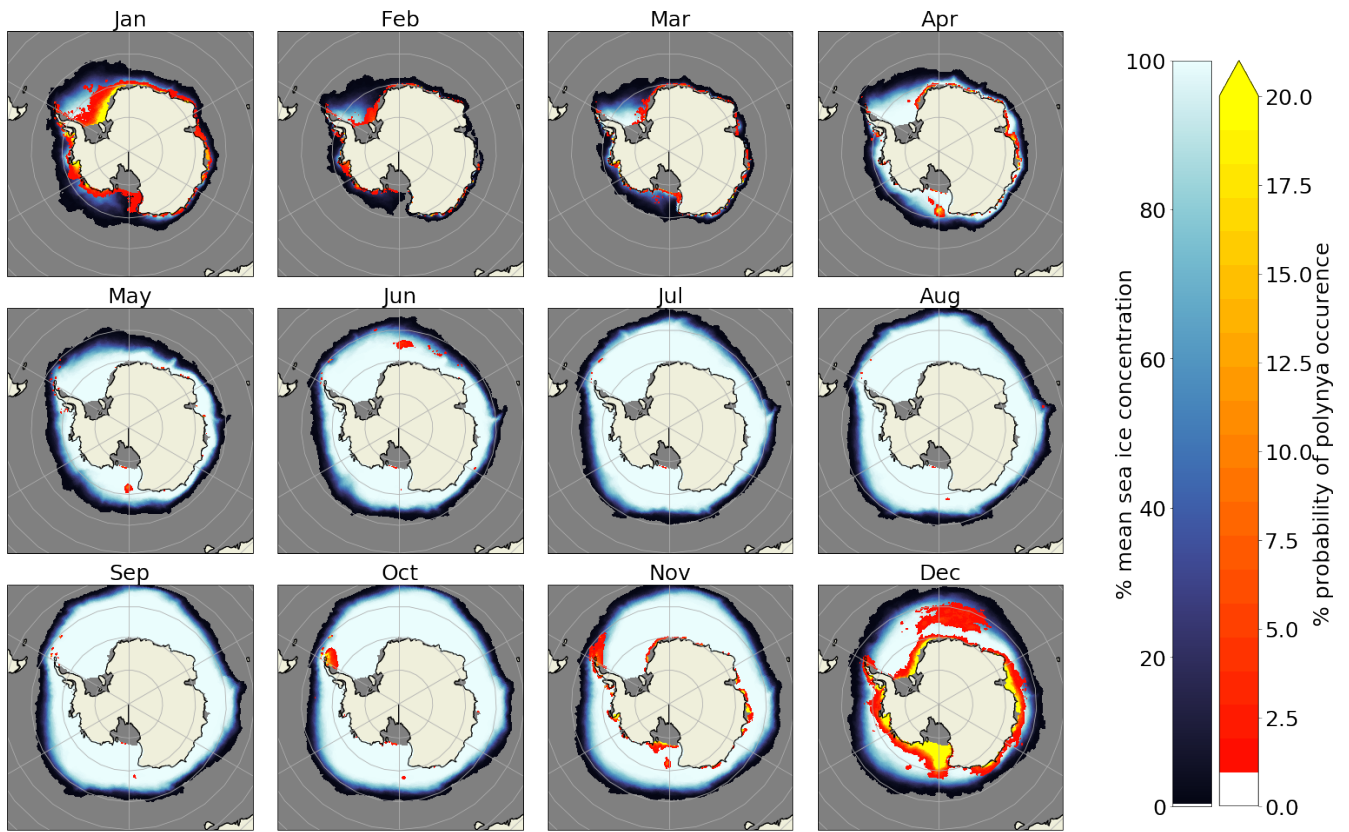 Jan
Feb
Mar
Apr
May
Jun
Jul
Aug
Sep
Oct
Nov
Dec
100
80
60
40
20
0
% mean sea ice concentration
20.0
17.5
15.0
12.5
10.0
7.5
5.0
2.5
0.0
% probability of polynya occurence